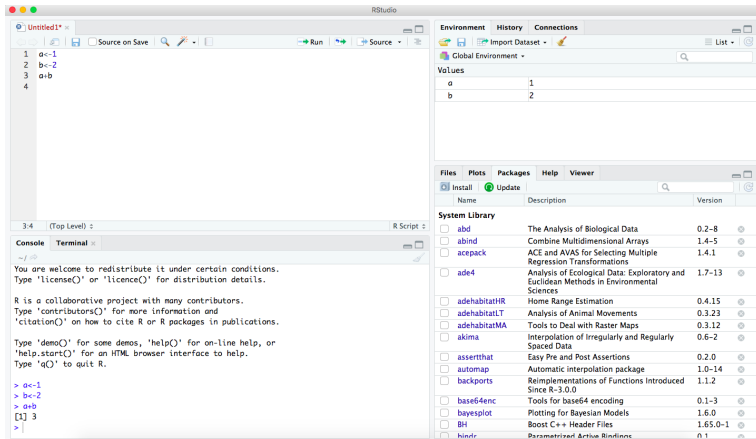 RStudio
Untitled1* ×
Source on Save
Run
Source
1 a<-1
2 b<-2
3 a+b
4
3:4 (Top Level)
R Script
Console Terminal ×
~/
You are welcome to redistribute it under certain conditions.
Type 'license()' or 'licence()' for distribution details.
R is a collaborative project with many contributors.
Type 'contributors()' for more information and
'citation()' on how to cite R or R packages in publications.
Type 'demo()' for some demos, 'help()' for on-line help, or
'help.start()' for an HTML browser interface to help.
Type 'q()' to quit R.
> a<-1
> b<-2
> a+b
[1] 3
>
Environment History Connections
Import Dataset
List
Global Environment
Values
a 1
b 2
Files Plots Packages Help Viewer
Install Update
Name Description Version
System Library
abd The Analysis of Biological Data 0.2-8
abind Combine Multidimensional Arrays 1.4-5
acepack ACE and AVAS for Selecting Multiple 1.4.1
Regression Transformations
ade4 Analysis of Ecological Data: Exploratory and 1.7-13
Euclidean Methods in Environmental
Sciences
adehabitatHR Home Range Estimation 0.4.15
adehabitatLT Analysis of Animal Movements 0.3.23
adehabitatMA Tools to Deal with Raster Maps 0.3.12
akima Interpolation of Irregularly and Regularly 0.6-2
Spaced Data
assertthat Easy Pre and Post Assertions 0.2.0
automap Automatic interpolation package 1.0-14
backports Reimplementations of Functions Introduced 1.1.2
Since R-3.0.0
base64enc Tools for base64 encoding 0.1-3
bayesplot Plotting for Bayesian Models 1.6.0
BH Boost C++ Header Files 1.65.0-1
bindr Parametrized Active Bindings 0.1